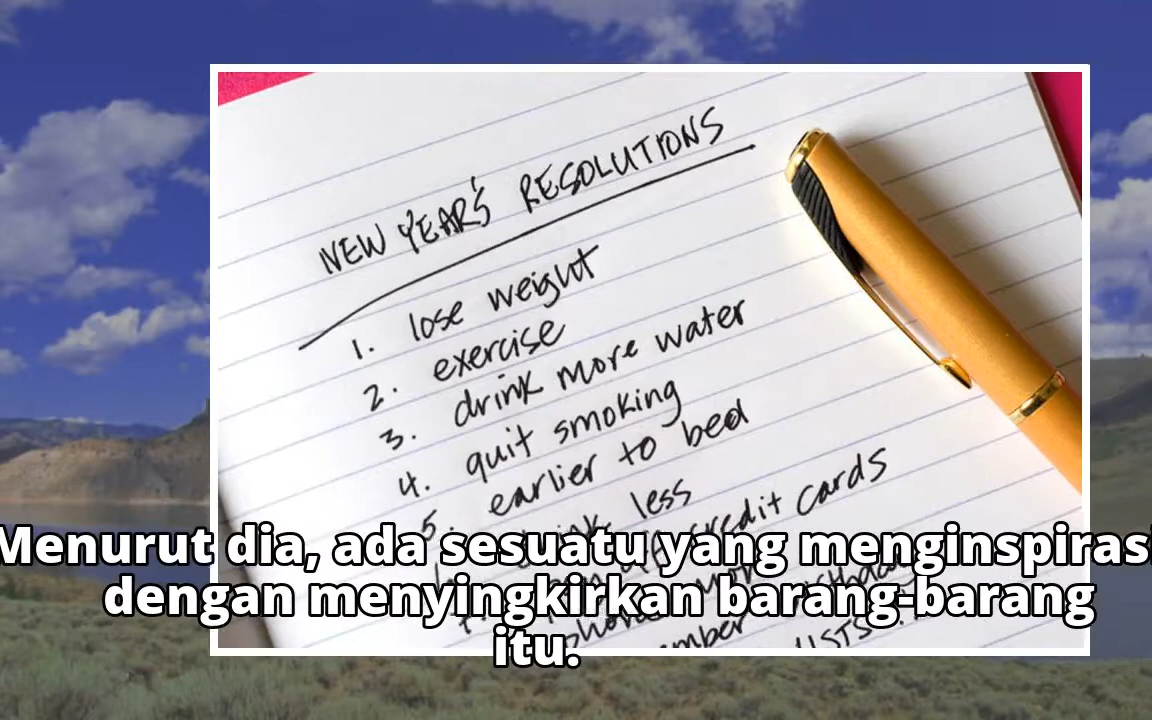 NEW YEAR'S RESOLUTIONS
1. lose weight
2. exercise
3. drink more water
4. quit smoking
5. earlier to bed
less
credit cards
Menurut dia, ada sesuatu yang menginspirasi
dengan menyingkirkan barang-barang
itu.